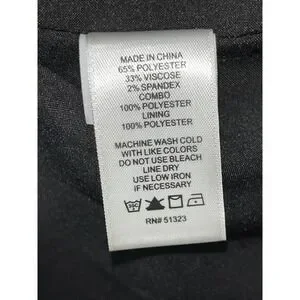 MADE IN CHINA
65% POLYESTER
33% VISCOSE
2% SPANDEX
COMBO
100% POLYESTER
LINING
100% POLYESTER
MACHINE WASH COLD
WITH LIKE COLORS
DO NOT USE BLEACH
LINE DRY
USE LOW IRON
IF NECESSARY
RN# 51323